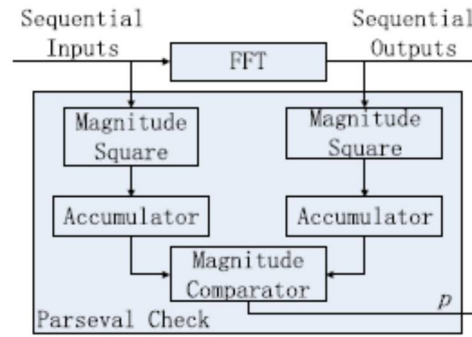 Sequential
Inputs
Sequential
Outputs
FFT
Magnitude
Square
Magnitude
Square
Accumulator
Accumulator
Magnitude
Comparator
p
Parseval Check